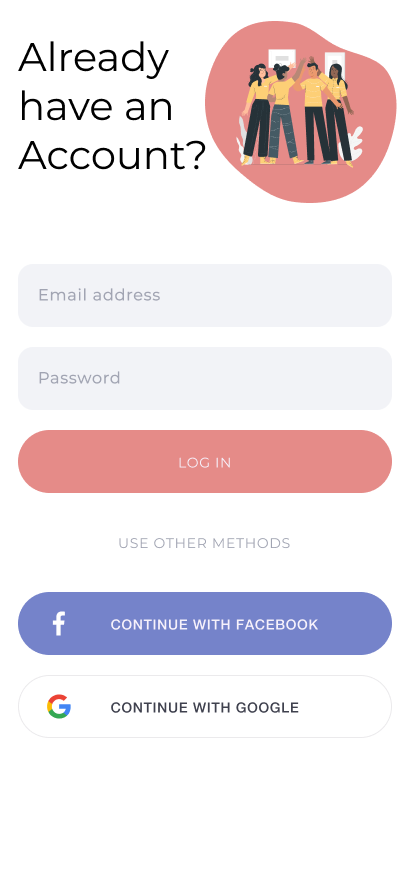 Already
have an
Account?
Email address
Password
LOG IN
USE OTHER METHODS
CONTINUE WITH FACEBOOK
CONTINUE WITH GOOGLE